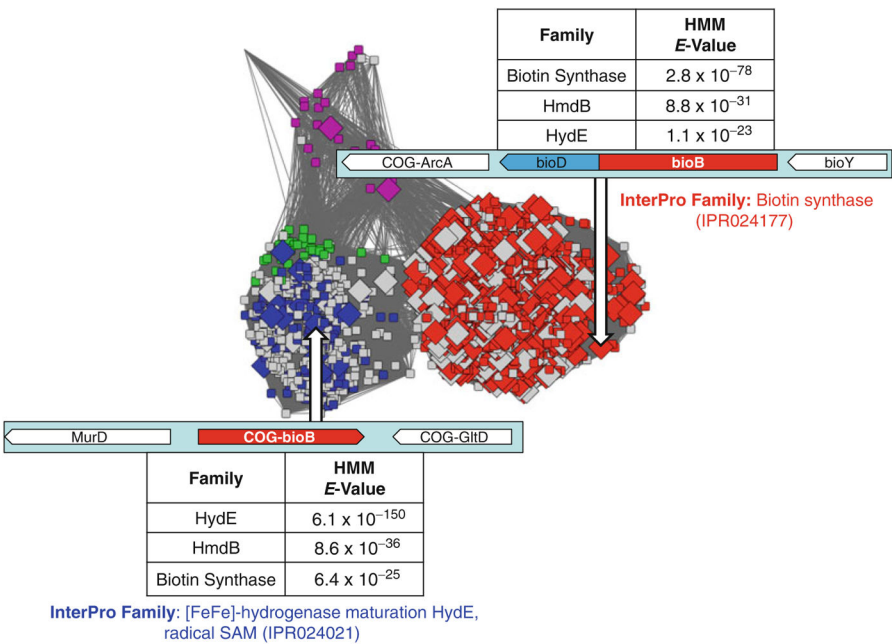 Family HMM E-Value
Biotin Synthase 2.8 x 10⁻⁷⁸
HmdB 8.8 x 10⁻³¹
HydE 1.1 x 10⁻²³
COG-ArcA bioD bioB bioY
InterPro Family: Biotin synthase
(IPR024177)
MurD COG-bioB COG-GltD
Family HMM E-Value
HydE 6.1 x 10⁻¹⁵⁰
HmdB 8.6 x 10⁻³⁶
Biotin Synthase 6.4 x 10⁻²⁵
InterPro Family: [FeFe]-hydrogenase maturation HydE,
radical SAM (IPR024021)